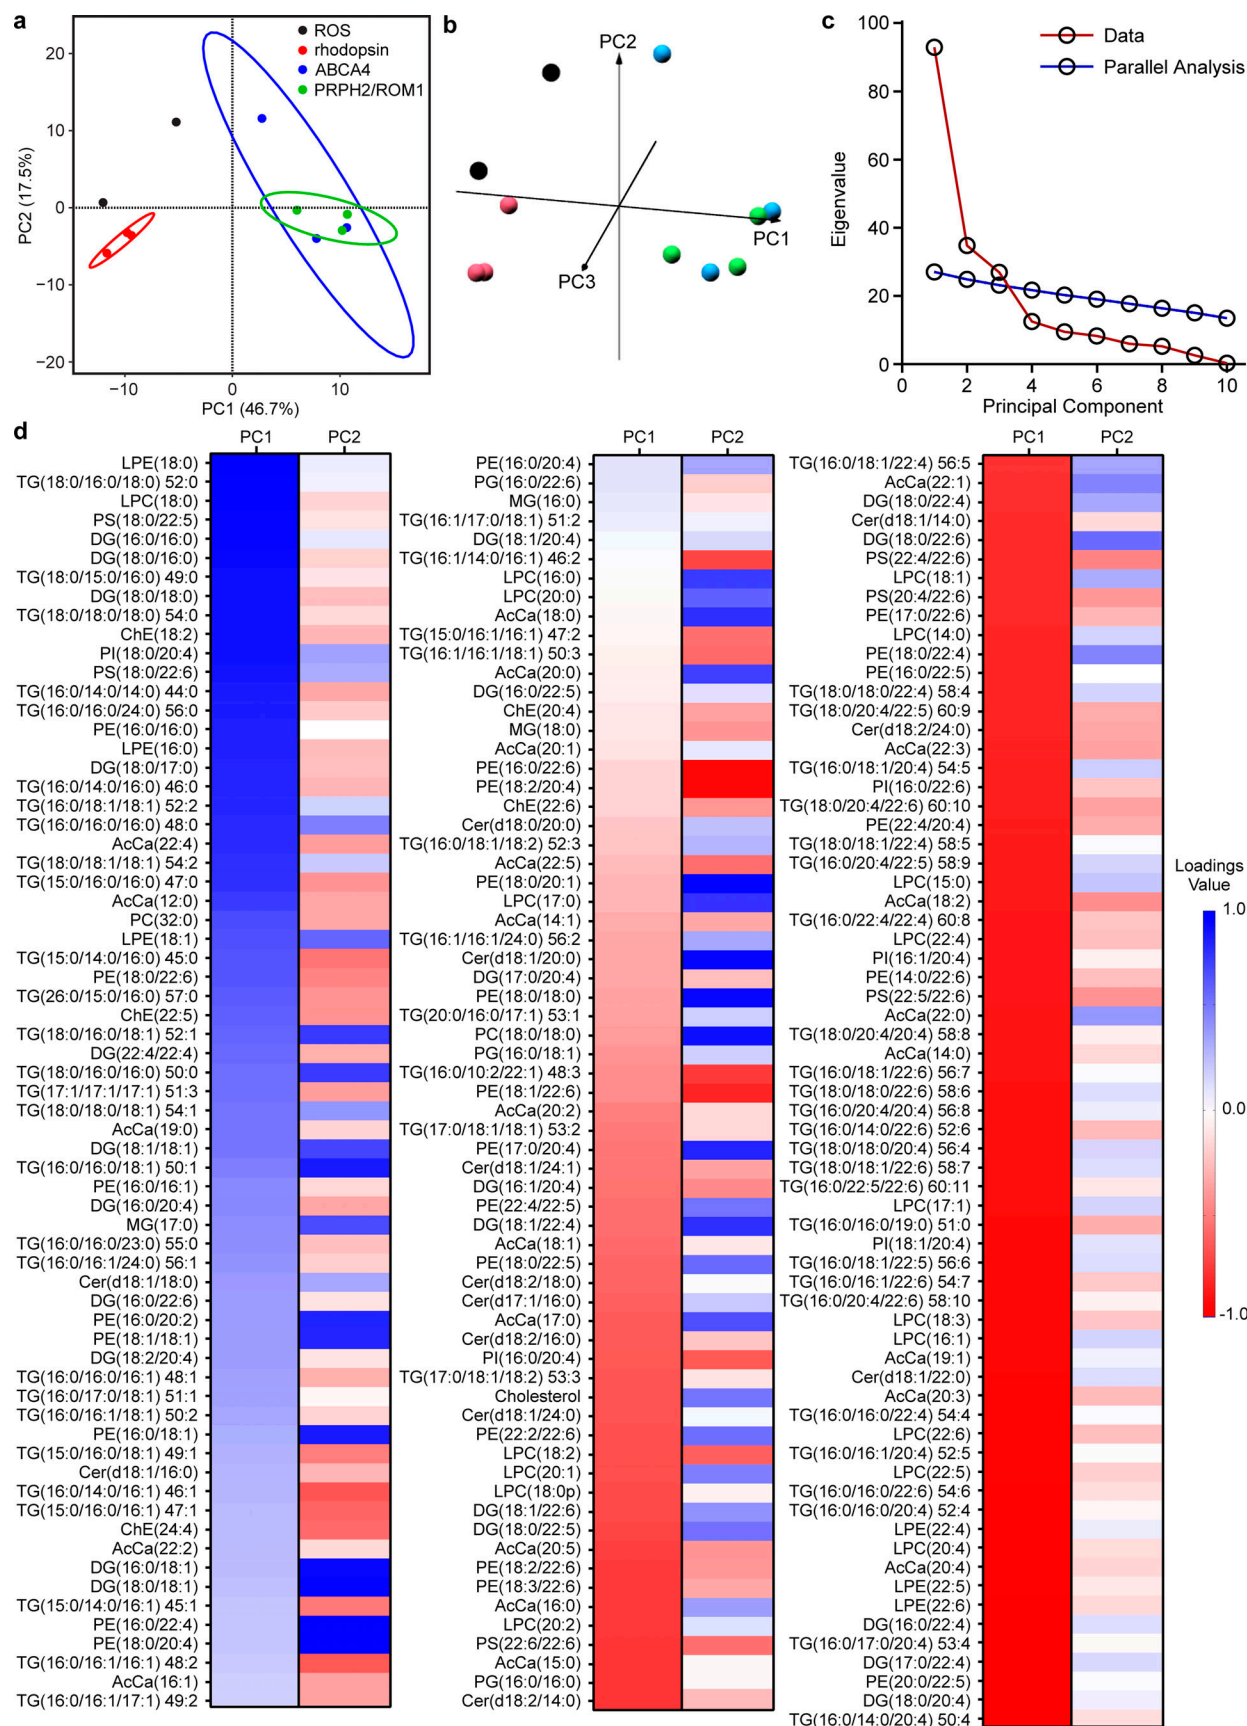 a
20
10
0
−10
−20
PC2 (17.5%)
−10
0
10
PC1 (46.7%)
ROS
rhodopsin
ABCA4
PRPH2/ROM1
b
PC2
PC1
PC3
c
100
80
60
40
20
0
Eigenvalue
0
2
4
6
8
10
Principal Component
Data
Parallel Analysis
d
PC1
PC2
LPE(18:0)
TG(18:0/16:0/18:0) 52:0
LPC(18:0)
PS(18:0/22:5)
DG(16:0/16:0)
DG(18:0/16:0)
TG(18:0/15:0/16:0) 49:0
DG(18:0/18:0)
TG(18:0/18:0/18:0) 54:0
ChE(18:2)
PI(18:0/20:4)
PS(18:0/22:6)
TG(16:0/14:0/14:0) 44:0
TG(16:0/16:0/24:0) 56:0
PE(16:0/16:0)
LPE(16:0)
DG(18:0/17:0)
TG(16:0/14:0/16:0) 46:0
TG(16:0/18:1/18:1) 52:2
TG(16:0/16:0/16:0) 48:0
AcCa(22:4)
TG(18:0/18:1/18:1) 54:2
TG(15:0/16:0/16:0) 47:0
AcCa(12:0)
PC(32:0)
LPE(18:1)
TG(15:0/14:0/16:0) 45:0
PE(18:0/22:6)
TG(26:0/15:0/16:0) 57:0
ChE(22:5)
TG(18:0/16:0/18:1) 52:1
DG(22:4/22:4)
TG(18:0/16:0/16:0) 50:0
TG(17:1/17:1/17:1) 51:3
TG(18:0/18:0/18:1) 54:1
AcCa(19:0)
DG(18:1/18:1)
TG(16:0/16:0/18:1) 50:1
PE(16:0/16:1)
DG(16:0/20:4)
MG(17:0)
TG(16:0/16:0/23:0) 55:0
TG(16:0/16:1/24:0) 56:1
Cer(d18:1/18:0)
DG(16:0/22:6)
PE(16:0/20:2)
PE(18:1/18:1)
DG(18:2/20:4)
TG(16:0/16:0/16:1) 48:1
TG(16:0/17:0/18:1) 51:1
TG(16:0/16:1/18:1) 50:2
PE(16:0/18:1)
TG(15:0/16:0/18:1) 49:1
Cer(d18:1/16:0)
TG(16:0/14:0/16:1) 46:1
TG(15:0/16:0/16:1) 47:1
ChE(24:4)
AcCa(22:2)
DG(16:0/18:1)
DG(18:0/18:1)
TG(15:0/14:0/16:1) 45:1
PE(16:0/22:4)
PE(18:0/20:4)
TG(16:0/16:1/16:1) 48:2
AcCa(16:1)
TG(16:0/16:1/17:1) 49:2
PC1
PC2
PE(16:0/20:4)
PG(16:0/22:6)
MG(16:0)
TG(16:1/17:0/18:1) 51:2
DG(18:1/20:4)
TG(16:1/14:0/16:1) 46:2
LPC(16:0)
LPC(20:0)
AcCa(18:0)
TG(15:0/16:1/16:1) 47:2
TG(16:1/16:1/18:1) 50:3
AcCa(20:0)
DG(16:0/22:5)
ChE(20:4)
MG(18:0)
AcCa(20:1)
PE(16:0/22:6)
PE(18:2/20:4)
ChE(22:6)
Cer(d18:0/20:0)
TG(16:0/18:1/18:2) 52:3
AcCa(22:5)
PE(18:0/20:1)
LPC(17:0)
AcCa(14:1)
TG(16:1/16:1/24:0) 56:2
Cer(d18:1/20:0)
DG(17:0/20:4)
PE(18:0/18:0)
TG(20:0/16:0/17:1) 53:1
PC(18:0/18:0)
PG(16:0/18:1)
TG(16:0/10:2/22:1) 48:3
PE(18:1/22:6)
AcCa(20:2)
TG(17:0/18:1/18:1) 53:2
PE(17:0/20:4)
Cer(d18:1/24:1)
DG(16:1/20:4)
PE(22:4/22:5)
DG(18:1/22:4)
AcCa(18:1)
PE(18:0/22:5)
Cer(d18:2/18:0)
Cer(d17:1/16:0)
AcCa(17:0)
Cer(d18:2/16:0)
PI(16:0/20:4)
TG(17:0/18:1/18:2) 53:3
Cholesterol
Cer(d18:1/24:0)
PE(22:2/22:6)
LPC(18:2)
LPC(20:1)
LPC(18:0p)
DG(18:1/22:6)
DG(18:0/22:5)
AcCa(20:5)
PE(18:2/22:6)
PE(18:3/22:6)
AcCa(16:0)
LPC(20:2)
PS(22:6/22:6)
AcCa(15:0)
PG(16:0/16:0)
Cer(d18:2/14:0)
PC1
PC2
TG(16:0/18:1/22:4) 56:5
AcCa(22:1)
DG(18:0/22:4)
Cer(d18:1/14:0)
DG(18:0/22:6)
PS(22:4/22:6)
LPC(18:1)
PS(20:4/22:6)
PE(17:0/22:6)
LPC(14:0)
PE(18:0/22:4)
PE(16:0/22:5)
TG(18:0/18:0/22:4) 58:4
TG(18:0/20:4/22:5) 60:9
Cer(d18:2/24:0)
AcCa(22:3)
TG(16:0/18:1/20:4) 54:5
PI(16:0/22:6)
TG(18:0/20:4/22:6) 60:10
PE(22:4/20:4)
TG(18:0/18:1/22:4) 58:5
TG(16:0/20:4/22:5) 58:9
LPC(15:0)
AcCa(18:2)
TG(16:0/22:4/22:4) 60:8
LPC(22:4)
PI(16:1/20:4)
PE(14:0/22:6)
PS(22:5/22:6)
AcCa(22:0)
TG(18:0/20:4/20:4) 58:8
AcCa(14:0)
TG(16:0/18:1/22:6) 56:7
TG(18:0/18:0/22:6) 58:6
TG(16:0/20:4/20:4) 56:8
TG(16:0/14:0/22:6) 52:6
TG(18:0/18:0/20:4) 56:4
TG(18:0/18:1/22:6) 58:7
TG(16:0/22:5/22:6) 60:11
LPC(17:1)
TG(16:0/16:0/19:0) 51:0
PI(18:1/20:4)
TG(16:0/18:1/22:5) 56:6
TG(16:0/16:1/22:6) 54:7
TG(16:0/20:4/22:6) 58:10
LPC(18:3)
LPC(16:1)
AcCa(19:1)
Cer(d18:1/22:0)
AcCa(20:3)
TG(16:0/16:0/22:4) 54:4
LPC(22:6)
TG(16:0/16:1/20:4) 52:5
LPC(22:5)
TG(16:0/16:0/22:6) 54:6
TG(16:0/16:0/20:4) 52:4
LPE(22:4)
LPC(20:4)
AcCa(20:4)
LPE(22:5)
LPE(22:6)
DG(16:0/22:4)
TG(16:0/17:0/20:4) 53:4
DG(17:0/22:4)
PE(20:0/22:5)
DG(18:0/20:4)
TG(16:0/14:0/20:4) 50:4
Loadings
Value
1.0
0.0
-1.0